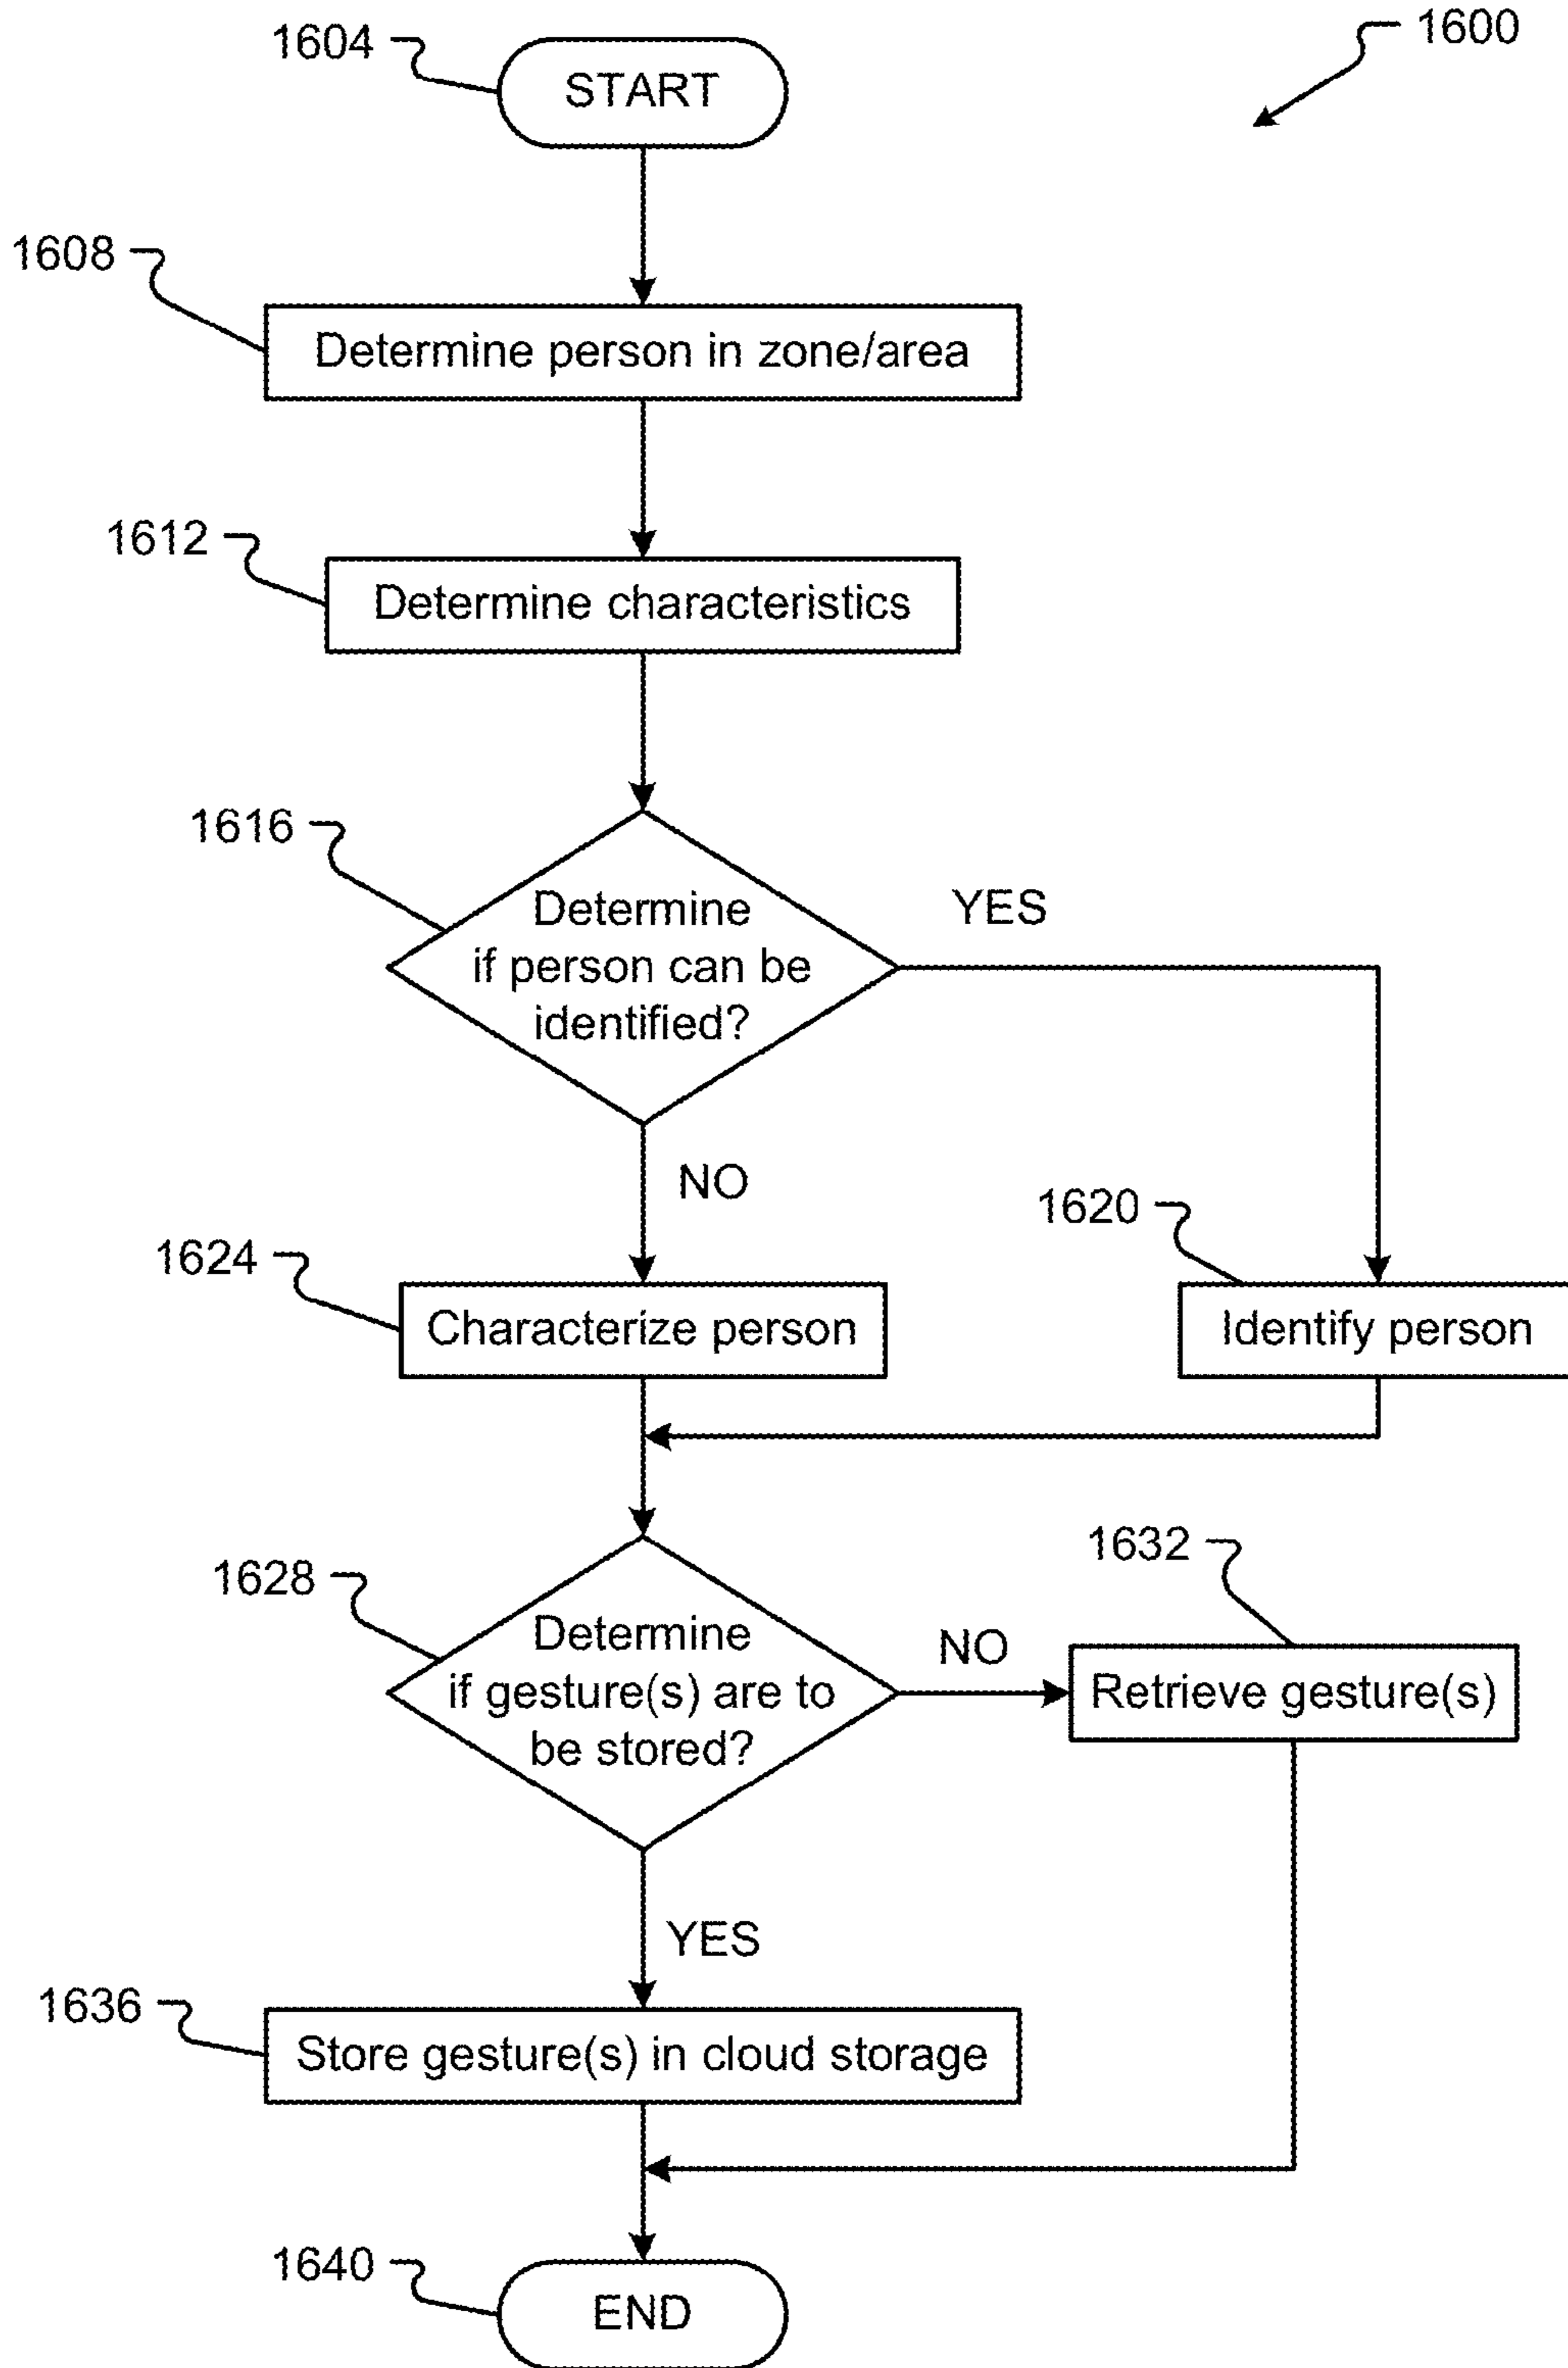 1600
1604
START
1608
Determine person in zone/area
1612
Determine characteristics
1616
Determine
if person can be
identified?
YES
NO
1620
1624
Characterize person
Identify person
1628
1632
Determine
if gesture(s) are to
be stored?
NO
Retrieve gesture(s)
YES
1636
Store gesture(s) in cloud storage
1640
END